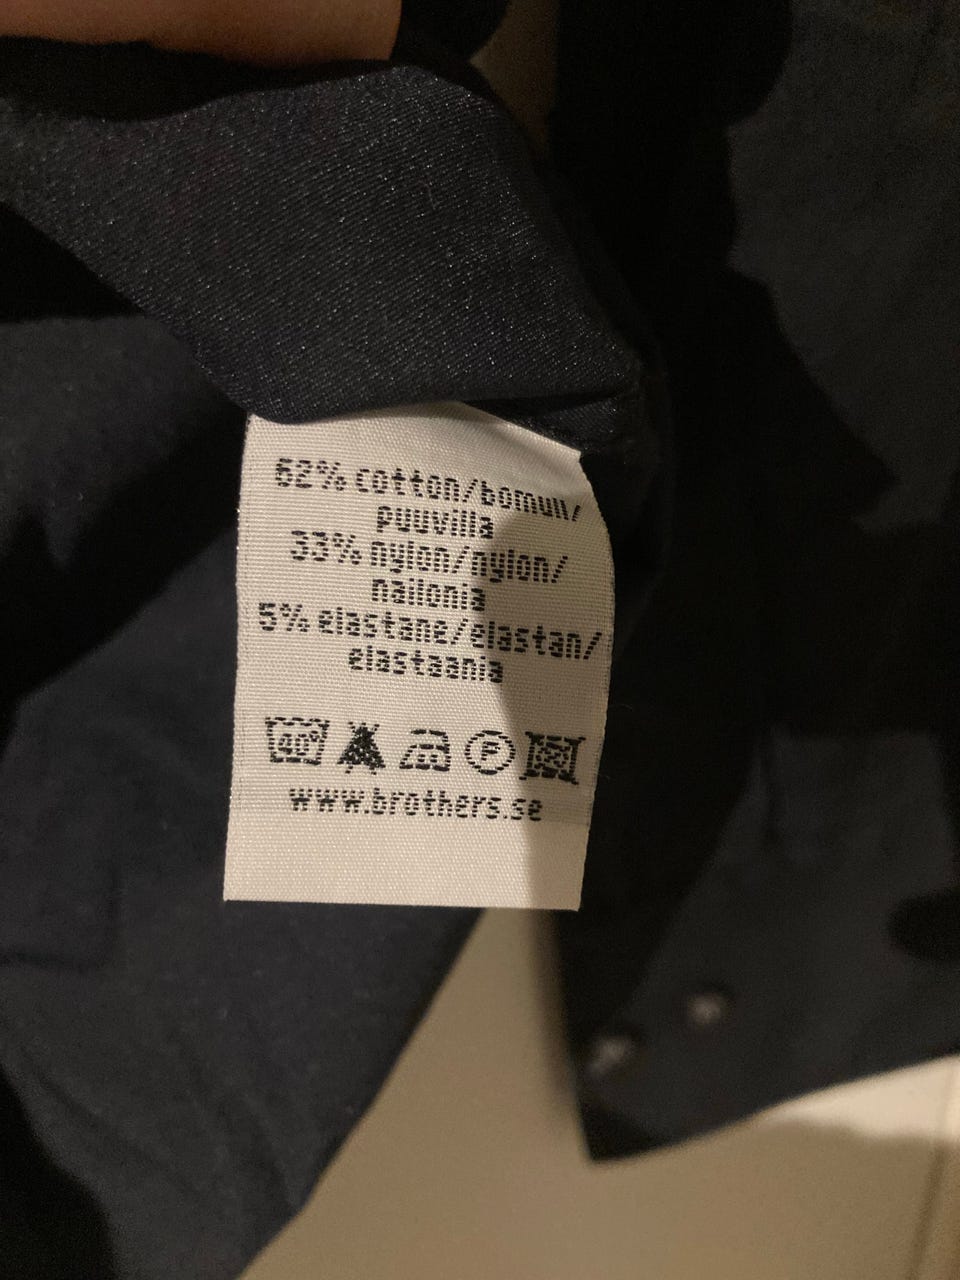 62% cotton/bomull/
puuvilla
33% nylon/nylon/
nailonia
5% elastane/elastan/
elastaania
40° P
www.brothers.se